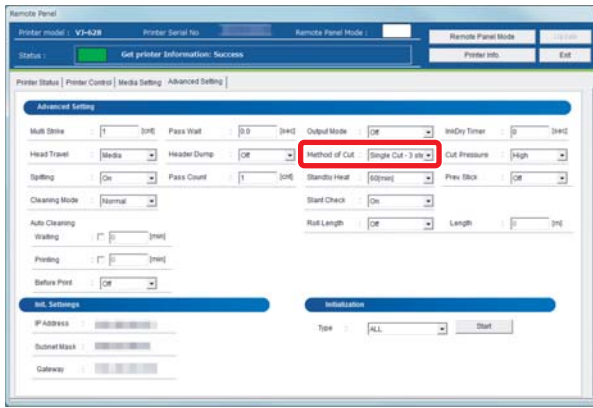 Remote Panel
Printer model : VJ-628 Printer Serial No Remote Panel Mode : Remote Panel Mode
Status : Get printer Information: Success Printer Info. Exit
Printer Status Printer Control Media Setting Advanced Setting
Advanced Setting
Multi Strike : 1 [cnt] Pass Wait : 0.0 [sec] Output Mode : Off InkDry Timer : 0 [sec]
Head Travel : Media Header Dump : Off Method of Cut : Single Cut - 3 ste Cut Pressure : High
Spitting : On Pass Count : 1 [cnt] Standby Heat : 60[min] Prev Stick : Off
Cleaning Mode : Normal Slant Check : On
Auto Cleaning Roll Length : Off Length : 0 [m]
Waiting : 0 [min]
Printing : 0 [min]
Before Print : Off
Init. Settemgs Initialization
IP Address : Type : ALL Start
Subnet Mask :
Gateway :